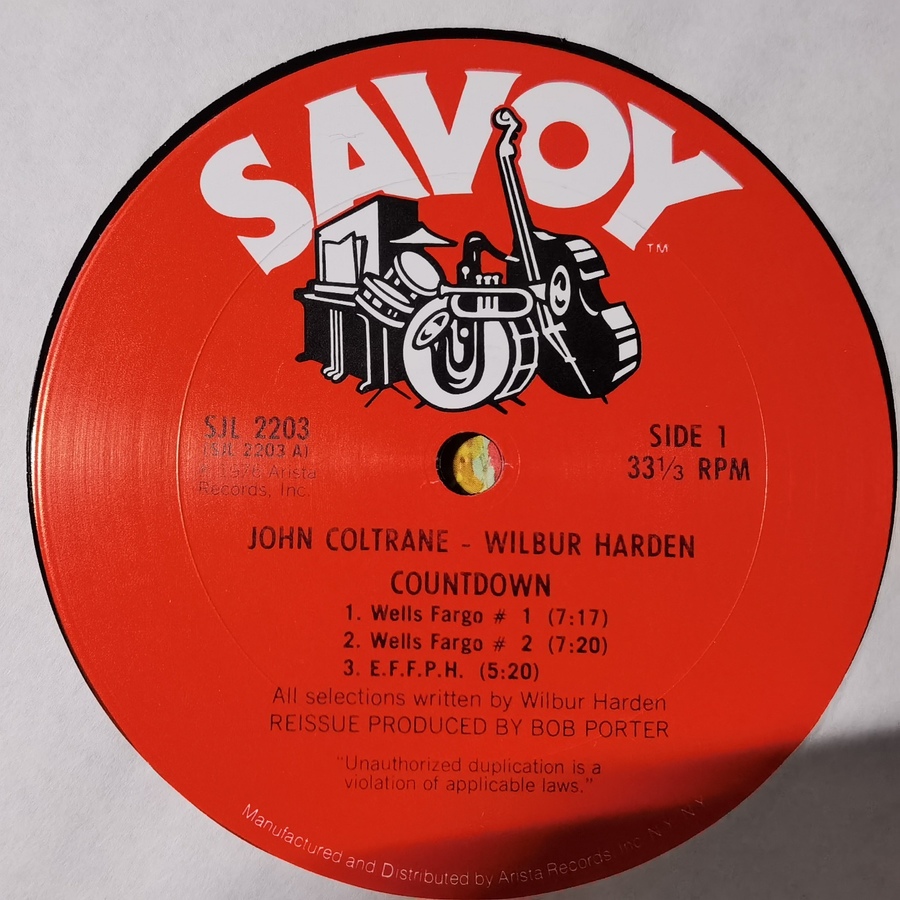 SAVOY
TM
SJL 2203
(SJL 2203 A)
℗ 1976 Arista
Records, Inc.
SIDE 1
33⅓ RPM
JOHN COLTRANE - WILBUR HARDEN
COUNTDOWN
1. Wells Fargo # 1 (7:17)
2. Wells Fargo # 2 (7:20)
3. E.F.F.P.H. (5:20)
All selections written by Wilbur Harden
REISSUE PRODUCED BY BOB PORTER
"Unauthorized duplication is a
violation of applicable laws."
Manufactured and Distributed by Arista Records, Inc. N.Y. N.Y.